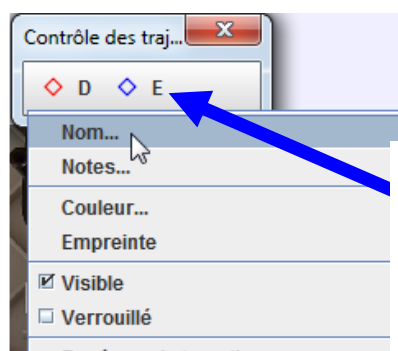 Contrôle des traj...
D E
Nom...
Notes...
Couleur...
Empreinte
Visible
Verrouillé